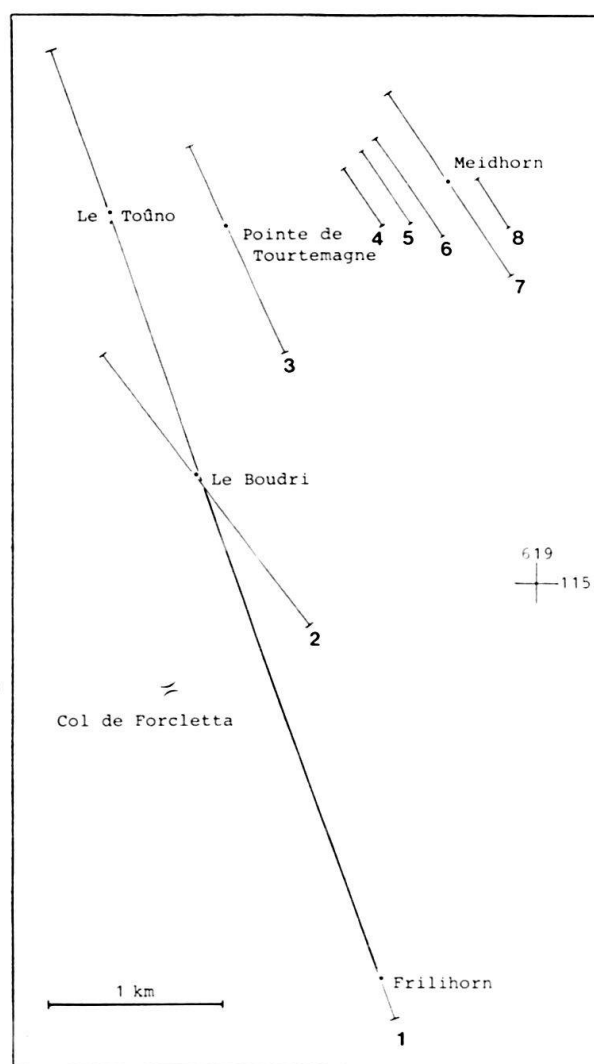 Meidhorn
Le Toûno
Pointe de
Tourtemagne
4
5
6
8
7
3
Le Boudri
619
115
2
Col de Forcletta
1 km
Frilihorn
1